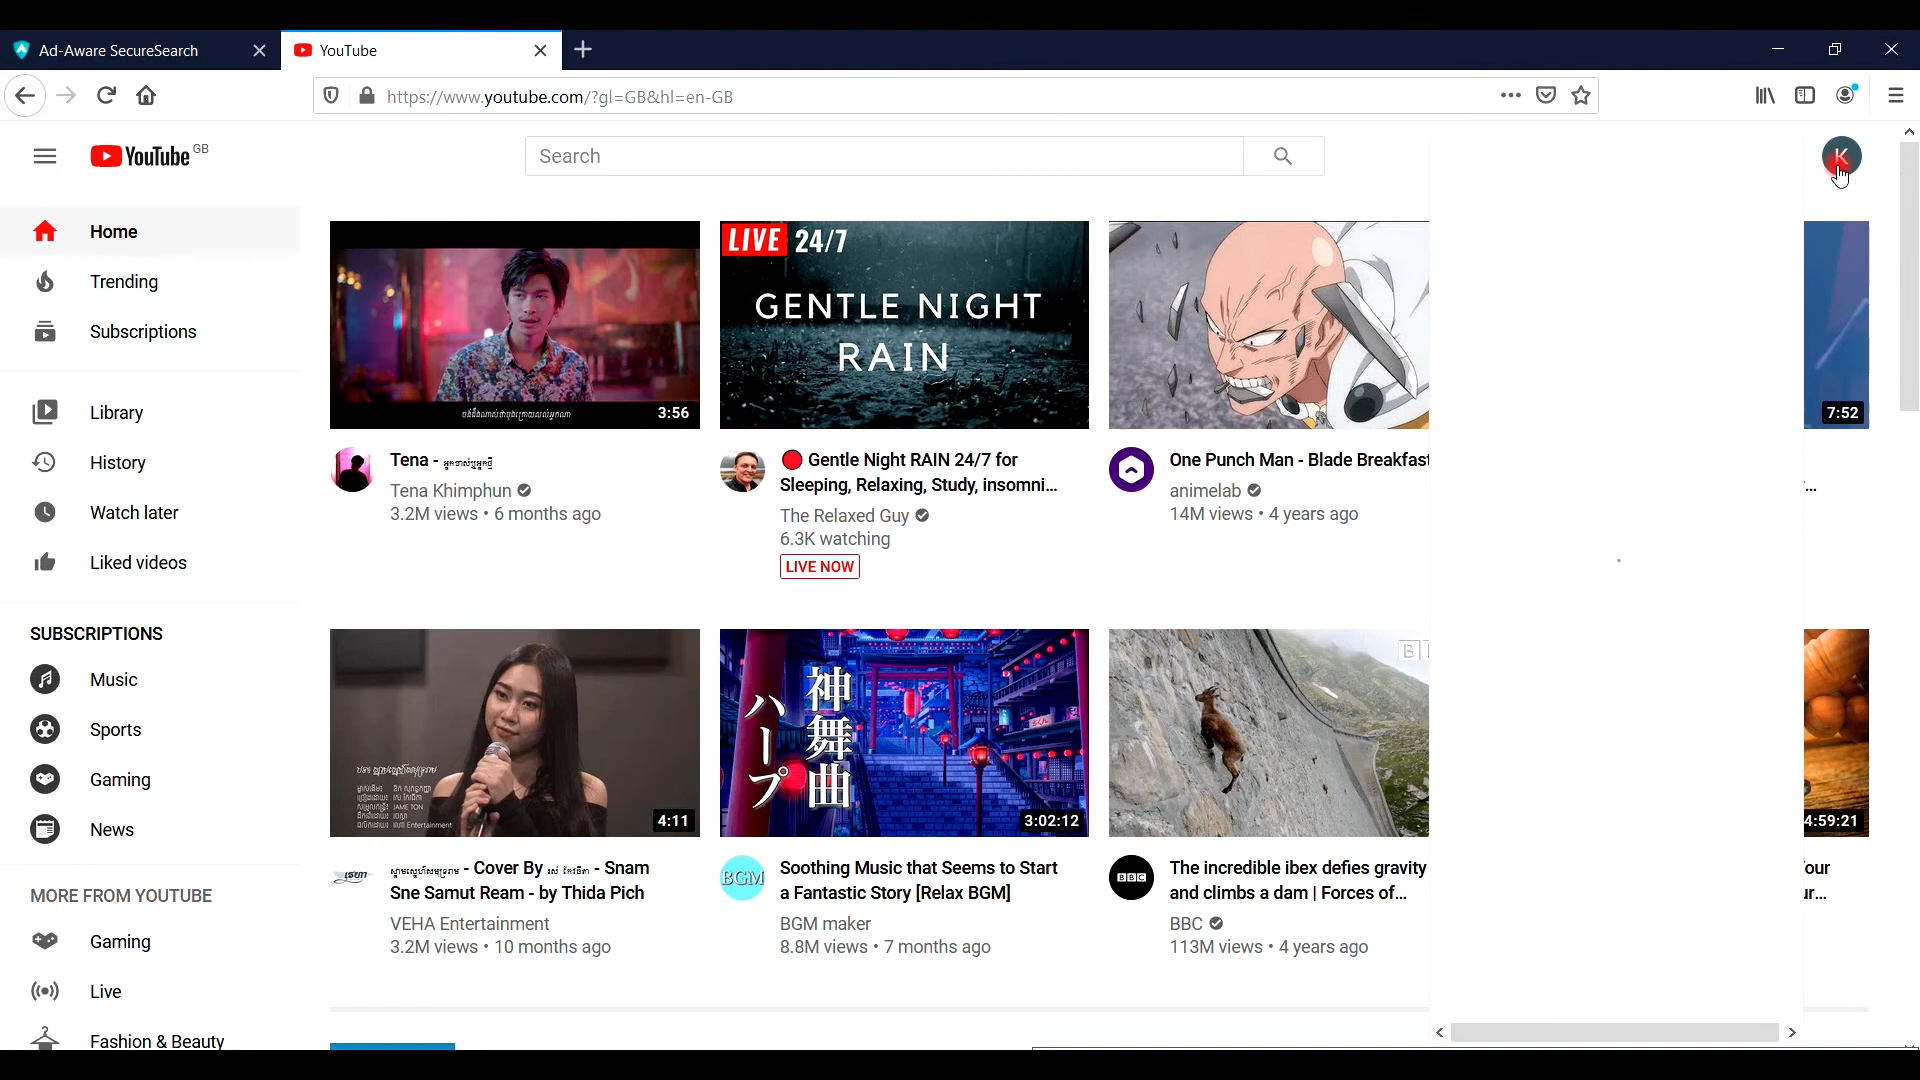 Ad-Aware SecureSearch
YouTube
https://www.youtube.com/?gl=GB&hl=en-GB
YouTube GB
Search
K
Home
Trending
Subscriptions
Library
History
Watch later
Liked videos
SUBSCRIPTIONS
Music
Sports
Gaming
News
MORE FROM YOUTUBE
Gaming
Live
Fashion & Beauty
3:56
Tena -
Tena Khimphun
3.2M views • 6 months ago
LIVE 24/7
GENTLE NIGHT
RAIN
Gentle Night RAIN 24/7 for
Sleeping, Relaxing, Study, insomni...
The Relaxed Guy
6.3K watching
LIVE NOW
One Punch Man - Blade Breakfast
animelab
14M views • 4 years ago
7:52
...
JAME TON
Entertainment
4:11
- Cover By - Snam
Sne Samut Ream - by Thida Pich
VEHA Entertainment
3.2M views • 10 months ago
神舞曲
ハープ
3:02:12
BGM
Soothing Music that Seems to Start
a Fantastic Story [Relax BGM]
BGM maker
8.8M views • 7 months ago
B
BBC
The incredible ibex defies gravity
and climbs a dam | Forces of...
BBC
113M views • 4 years ago
4:59:21